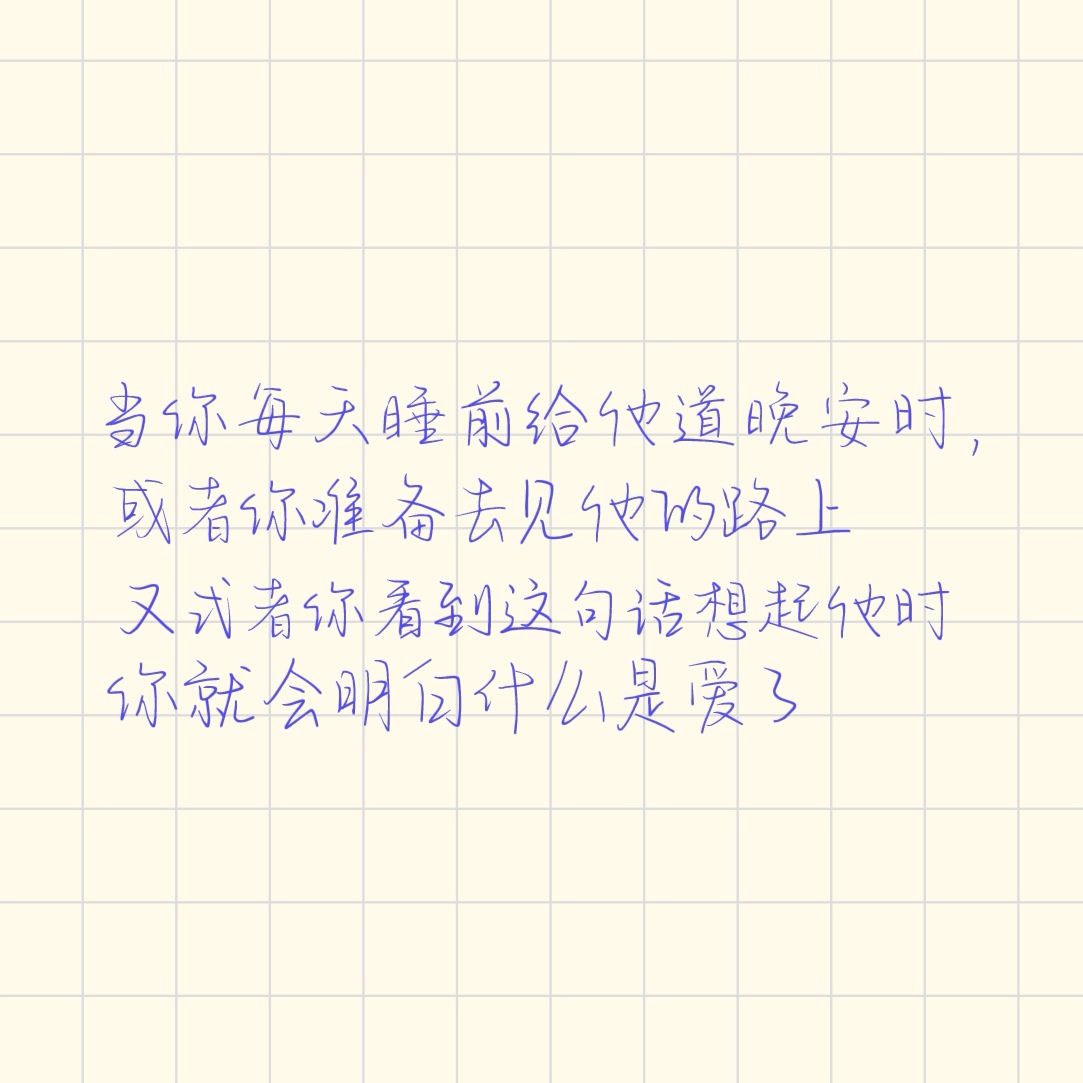 当你每天睡前给他道晚安时,
或者你准备去见他的路上
又或者你看到这句话想起他时
你就会明白什么是爱了